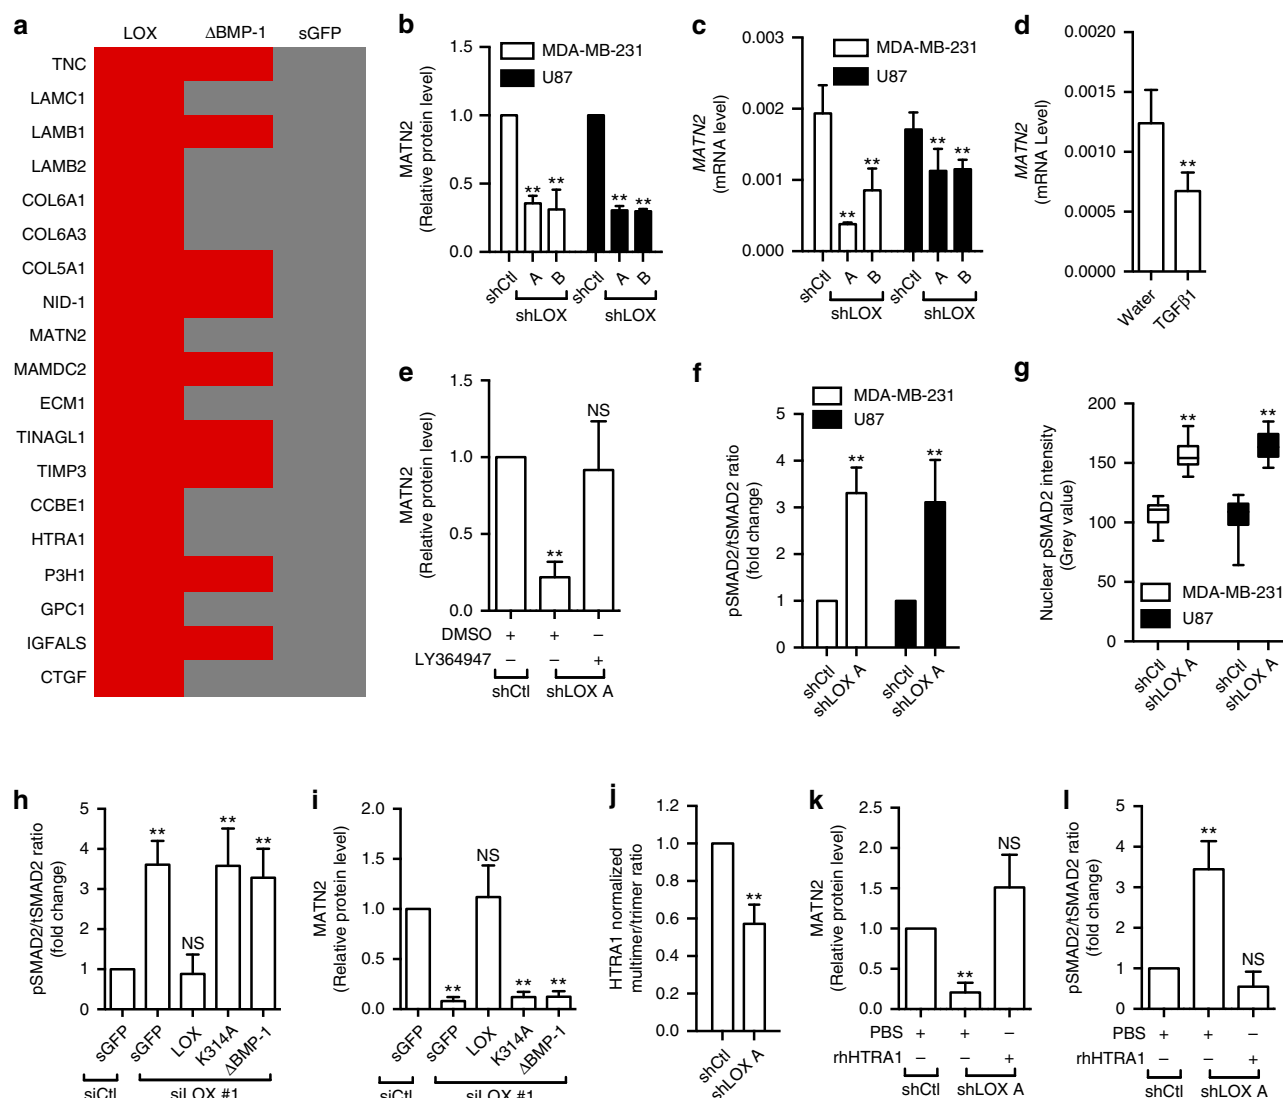 a
LOX ΔBMP-1 sGFP
TNC
LAMC1
LAMB1
LAMB2
COL6A1
COL6A3
COL5A1
NID-1
MATN2
MAMDC2
ECM1
TINAGL1
TIMP3
CCBE1
HTRA1
P3H1
GPC1
IGFALS
CTGF
b
MATN2
(Relative protein level)
1.5
1.0
0.5
0.0
MDA-MB-231
U87
** ** ** **
shCtl A B shCtl A B
shLOX shLOX
c
MATN2
(mRNA level)
0.003
0.002
0.001
0.000
MDA-MB-231
U87
** ** ** **
shCtl A B shCtl A B
shLOX shLOX
d
MATN2
(mRNA Level)
0.0020
0.0015
0.0010
0.0005
0.0000
**
Water TGFβ1
e
MATN2
(Relative protein level)
1.5
1.0
0.5
0.0
** NS
DMSO + + –
LY364947 – – +
shCtl shLOX A
f
pSMAD2/tSMAD2 ratio
(fold change)
5
4
3
2
1
0
MDA-MB-231
U87
** **
shCtl shLOX A shCtl shLOX A
g
Nuclear pSMAD2 intensity
(Grey value)
200
150
100
50
0
** **
MDA-MB-231
U87
shCtl shLOX A shCtl shLOX A
h
pSMAD2/tSMAD2 ratio
(fold change)
5
4
3
2
1
0
** NS ** **
sGFP sGFP LOX K314A ΔBMP-1
siCtl siLOX #1
i
MATN2
(Relative protein level)
2.0
1.5
1.0
0.5
0.0
** NS ** **
sGFP sGFP LOX K314A ΔBMP-1
siCtl siLOX #1
j
HTRA1 normalized
multimer/trimer ratio
1.2
1.0
0.8
0.6
0.4
0.2
0
**
shCtl shLOX A
k
MATN2
(Relative protein level)
2.5
2.0
1.5
1.0
0.5
0.0
** NS
PBS + + –
rhHTRA1 – – +
shCtl shLOX A
l
pSMAD2/tSMAD2 ratio
(fold change)
5
4
3
2
1
0
** NS
PBS + + –
rhHTRA1 – – +
shCtl shLOX A